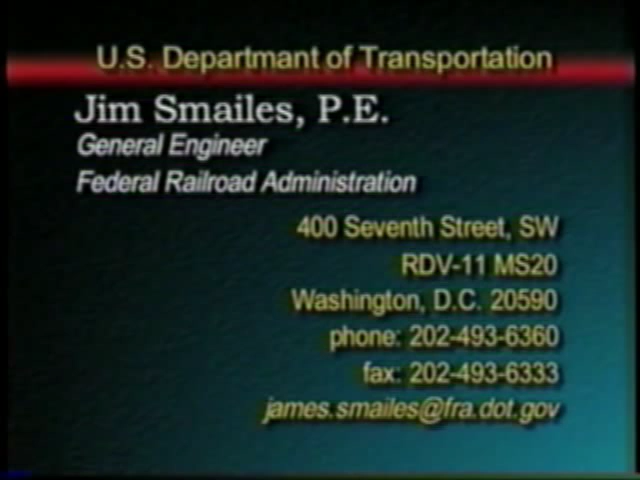 U.S. Departmant of Transportation
Jim Smailes, P.E.
General Engineer
Federal Railroad Administration
400 Seventh Street, SW
RDV-11 MS20
Washington, D.C. 20590
phone: 202-493-6360
fax: 202-493-6333
james.smailes@fra.dot.gov